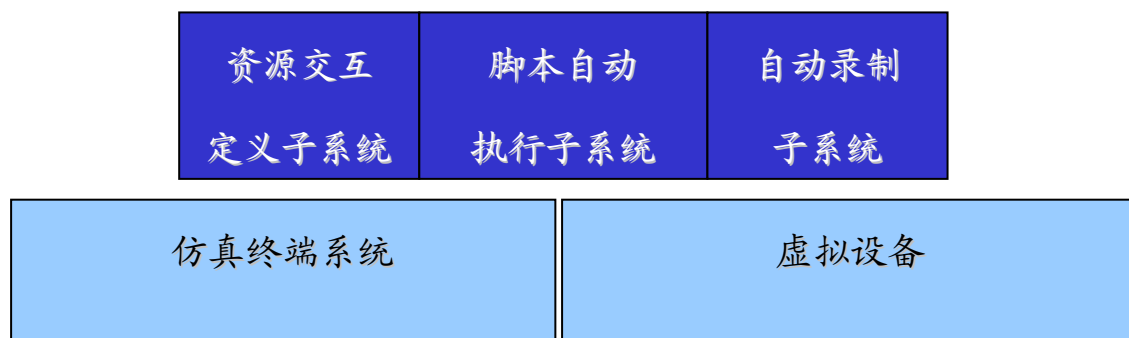 资源交互
定义子系统
脚本自动
执行子系统
自动录制
子系统
仿真终端系统
虚拟设备